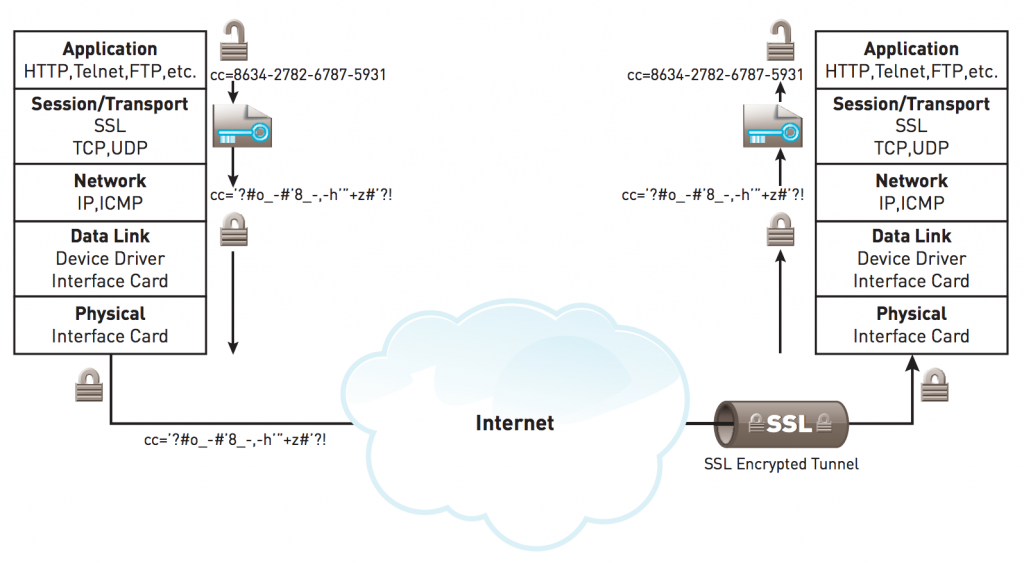 Application
HTTP,Telnet,FTP,etc.
Session/Transport
SSL
TCP,UDP
Network
IP,ICMP
Data Link
Device Driver
Interface Card
Physical
Interface Card
cc=8634-2782-6787-5931
cc='?#o_-#'8_-,-h'"+z#'?!
cc='?#o_-#'8_-,-h'"+z#'?!
Internet
SSL
SSL Encrypted Tunnel
cc=8634-2782-6787-5931
cc='?#o_-#'8_-,-h'"+z#'?!
Application
HTTP,Telnet,FTP,etc.
Session/Transport
SSL
TCP,UDP
Network
IP,ICMP
Data Link
Device Driver
Interface Card
Physical
Interface Card